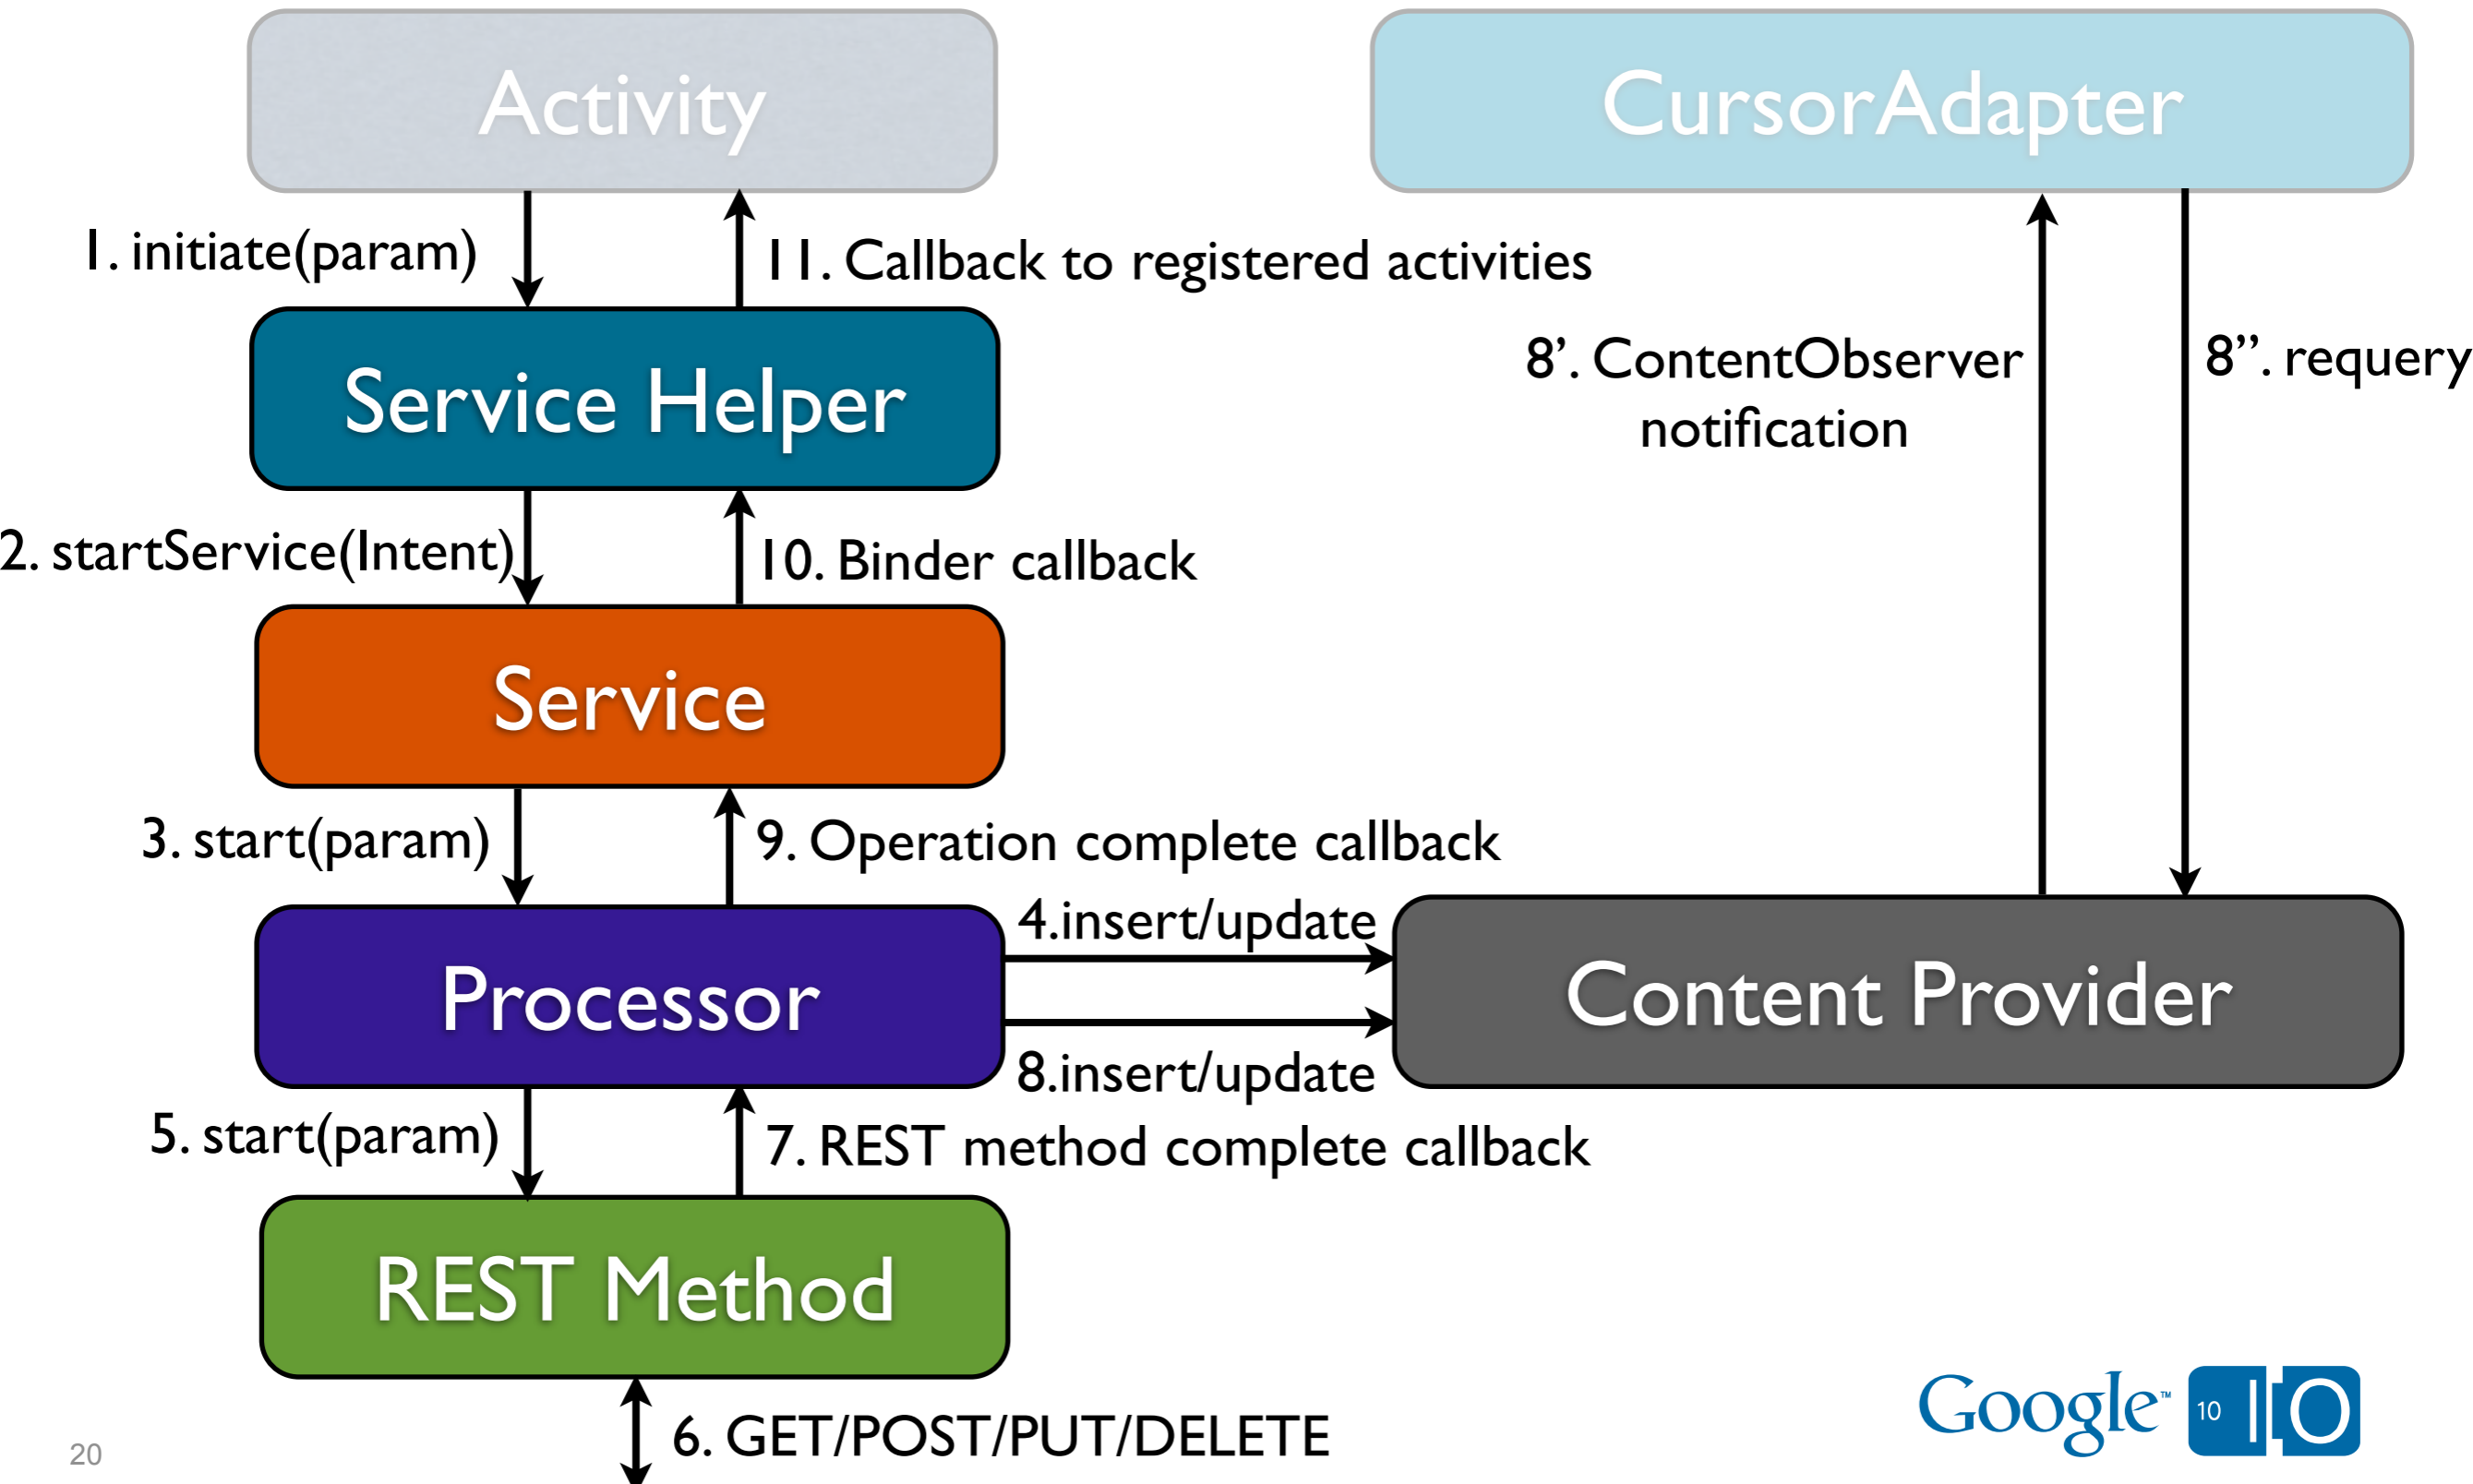 Activity
CursorAdapter
1. initiate(param)
11. Callback to registered activities
Service Helper
8’. ContentObserver
notification
8”. requery
2. startService(Intent)
10. Binder callback
Service
3. start(param)
9. Operation complete callback
4.insert/update
Processor
Content Provider
8.insert/update
5. start(param)
7. REST method complete callback
REST Method
6. GET/POST/PUT/DELETE
Google™ 10 IO
20